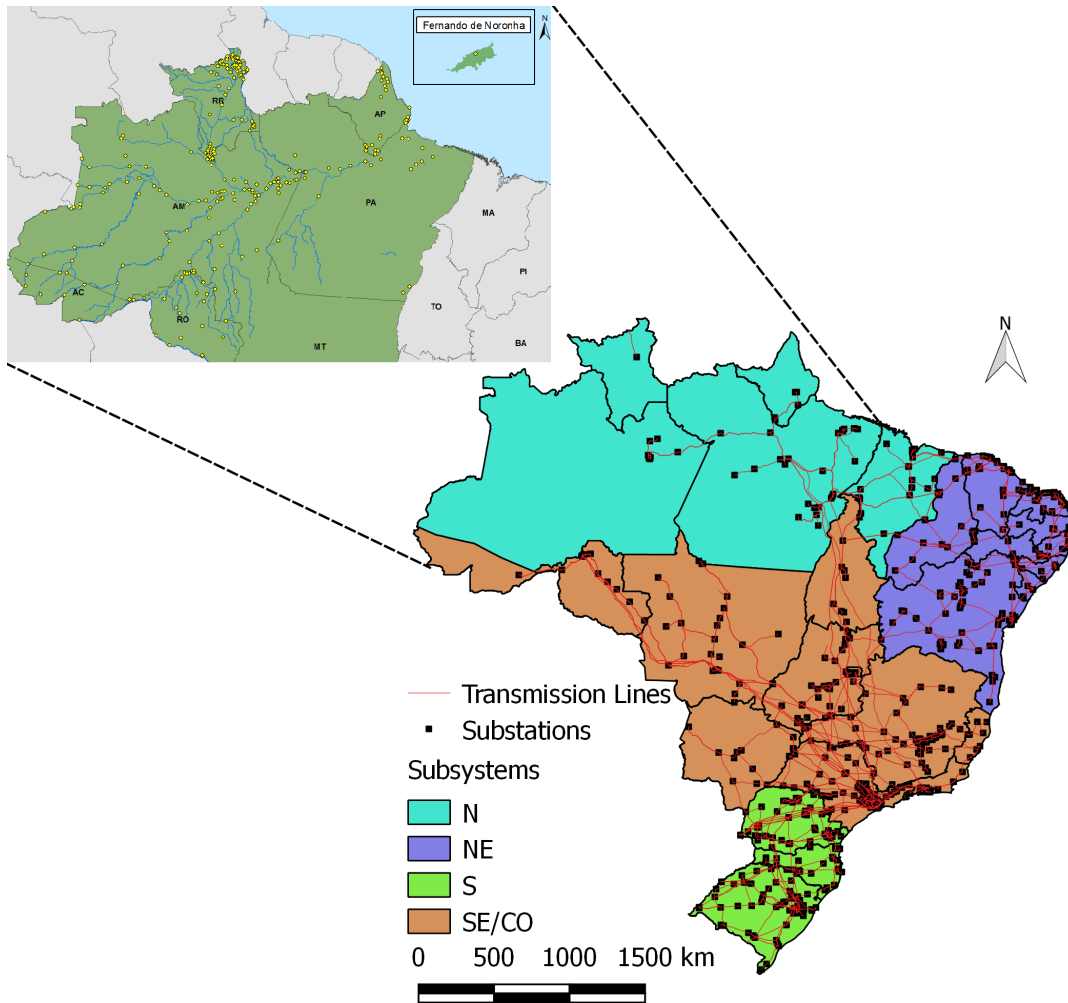 Fernando de Noronha
N
RR
AP
AM
PA
MA
PI
AC
TO
RO
MT
BA
N
Transmission Lines
Substations
Subsystems
N
NE
S
SE/CO
0 500 1000 1500 km